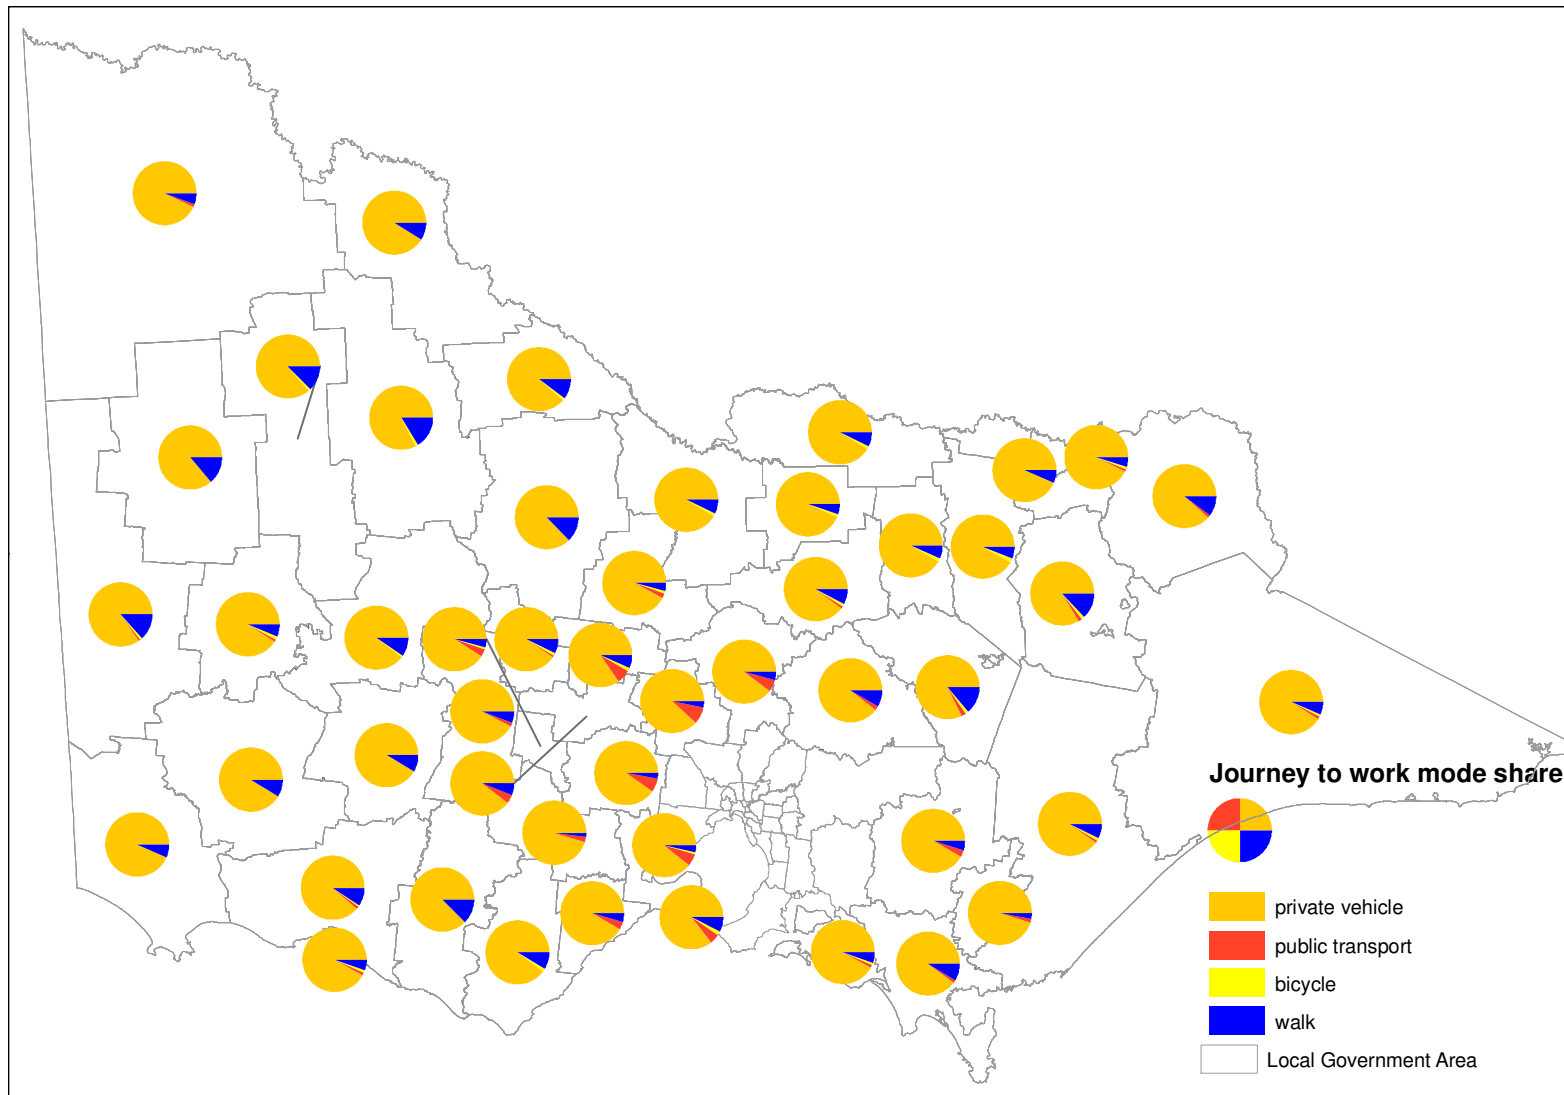 Journey to work mode share
private vehicle
public transport
bicycle
walk
Local Government Area